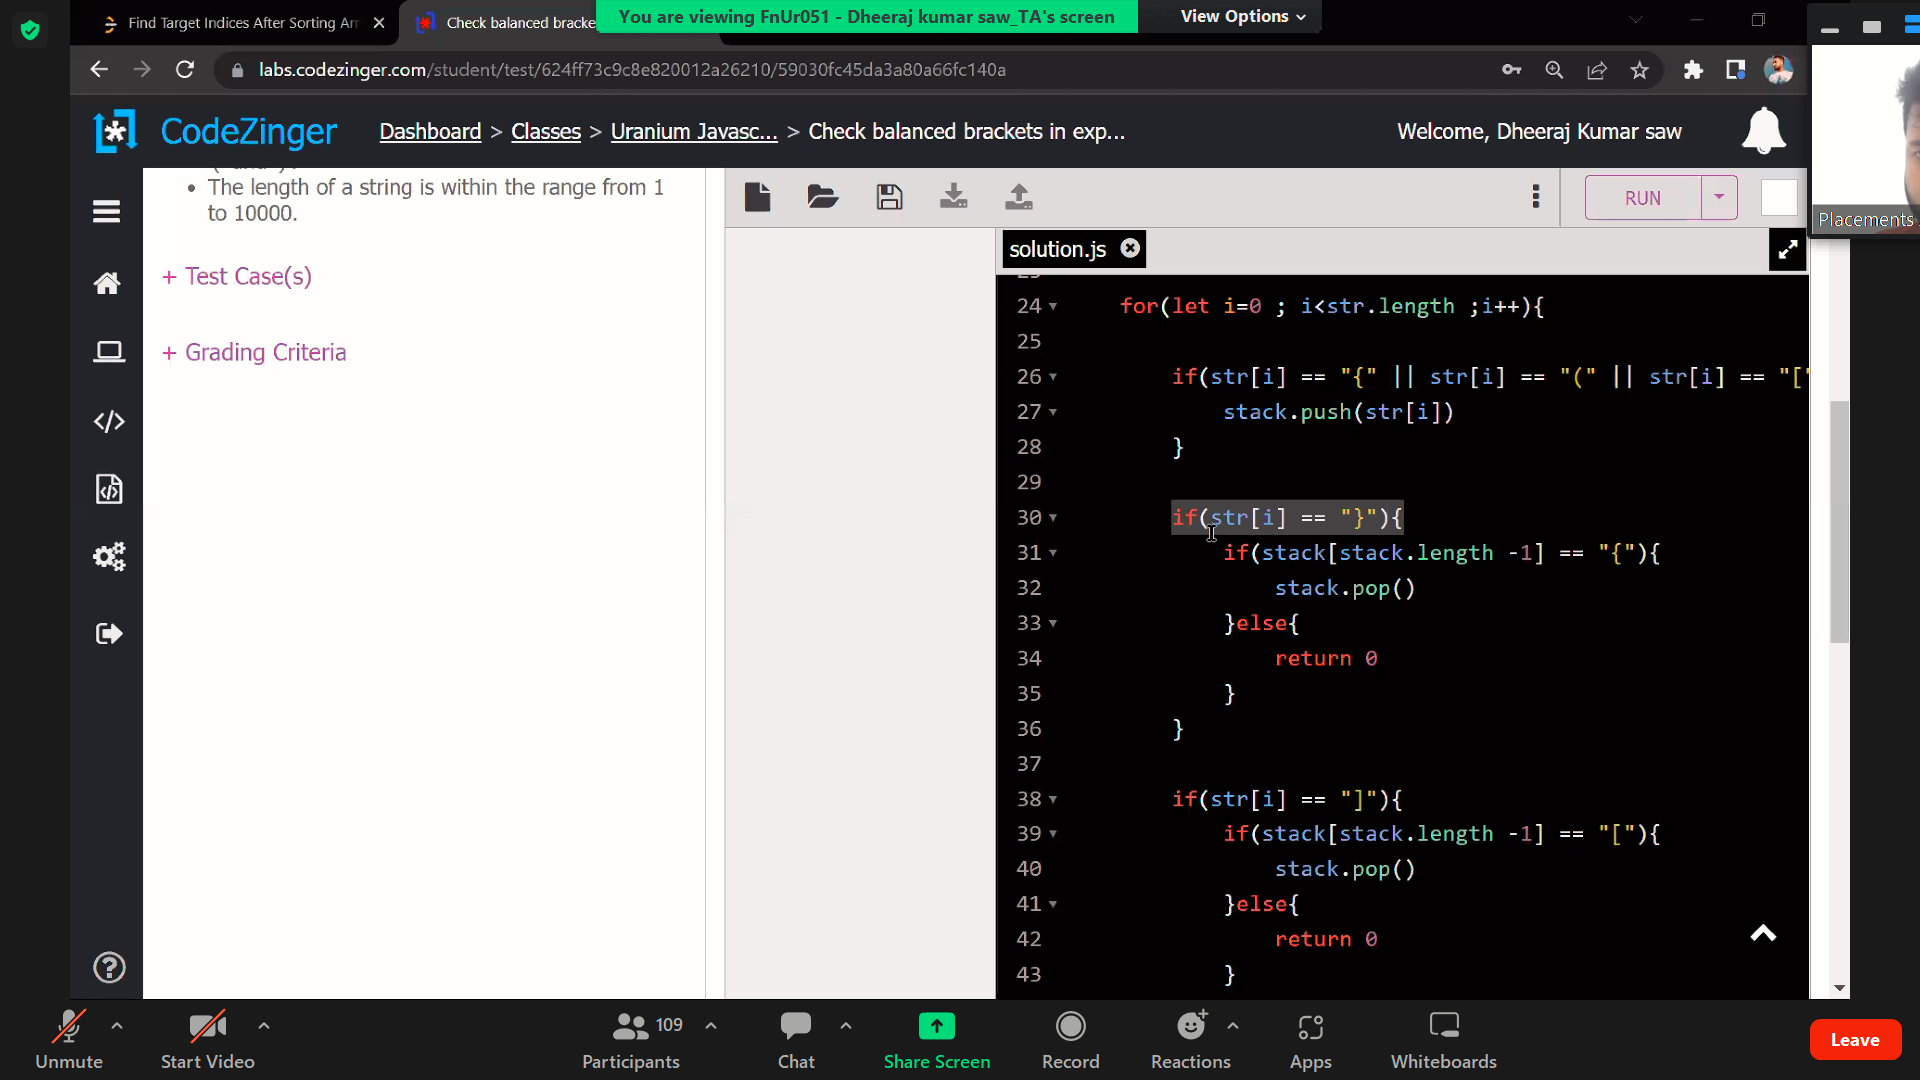 Find Target Indices After Sorting Arr
Check balanced bracke
You are viewing FnUr051 - Dheeraj kumar saw_TA's screen
View Options
labs.codezinger.com/student/test/624ff73c9c8e820012a26210/59030fc45da3a80a66fc140a
CodeZinger
Dashboard > Classes > Uranium Javasc... > Check balanced brackets in exp...
Welcome, Dheeraj Kumar saw
• The length of a string is within the range from 1
to 10000.
+ Test Case(s)
+ Grading Criteria
RUN
Placements
solution.js
24 for(let i=0 ; i<str.length ;i++){
25
26 if(str[i] == "{" || str[i] == "(" || str[i] == "["
27 stack.push(str[i])
28 }
29
30 if(str[i] == "}"){
31 if(stack[stack.length -1] == "{"){
32 stack.pop()
33 }else{
34 return 0
35 }
36 }
37
38 if(str[i] == "]"){
39 if(stack[stack.length -1] == "["){
40 stack.pop()
41 }else{
42 return 0
43 }
Unmute
Start Video
109
Participants
Chat
Share Screen
Record
Reactions
Apps
Whiteboards
Leave